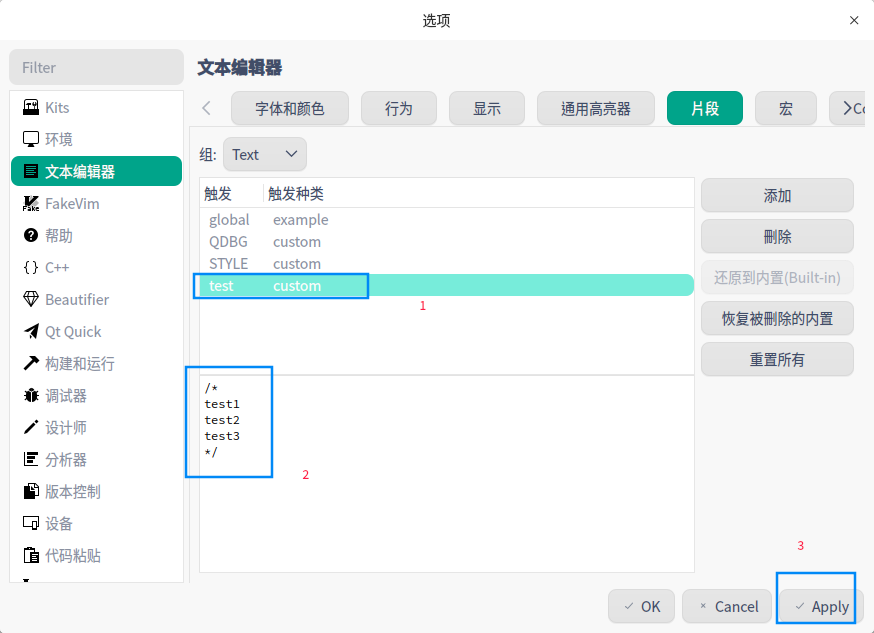 选项
Filter
Kits
环境
文本编辑器
FakeVim
帮助
C++
Beautifier
Qt Quick
构建和运行
调试器
设计师
分析器
版本控制
设备
代码粘贴
文本编辑器
字体和颜色 行为 显示 通用高亮器 片段 宏
组: Text
触发 触发种类
global example
QDBG custom
STYLE custom
test custom
1
/*
test1
test2
test3
*/
2
添加
删除
还原到内置(Built-in)
恢复被删除的内置
重置所有
3
OK Cancel Apply